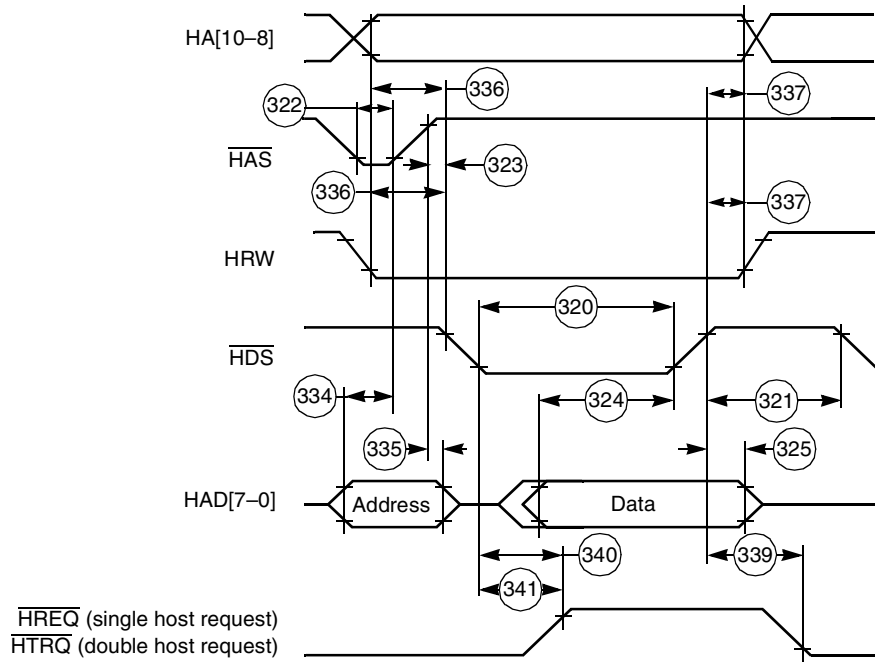 HA[10–8]
336
337
322
HAS
323
336
337
HRW
320
HDS
334
324
321
335
325
HAD[7–0]
Address
Data
340
339
341
HREQ (single host request)
HTRQ (double host request)